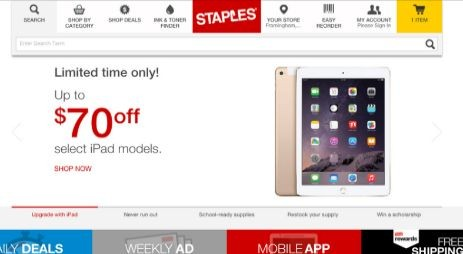 SEARCH
SHOP BY
CATEGORY
SHOP DEALS
INK & TONER
FINDER
STAPLES
YOUR STORE
Framingham,...
EASY
REORDER
MY ACCOUNT
Please Sign In
1 ITEM
Enter Search Term
Limited time only!
Up to
$70off
select iPad models.
SHOP NOW
Upgrade with iPad
Never run out
School-ready supplies
Restock your supply
Win a scholarship
ILY DEALS
WEEKLY AD
MOBILE APP
rewards
FREE
SHIPPING